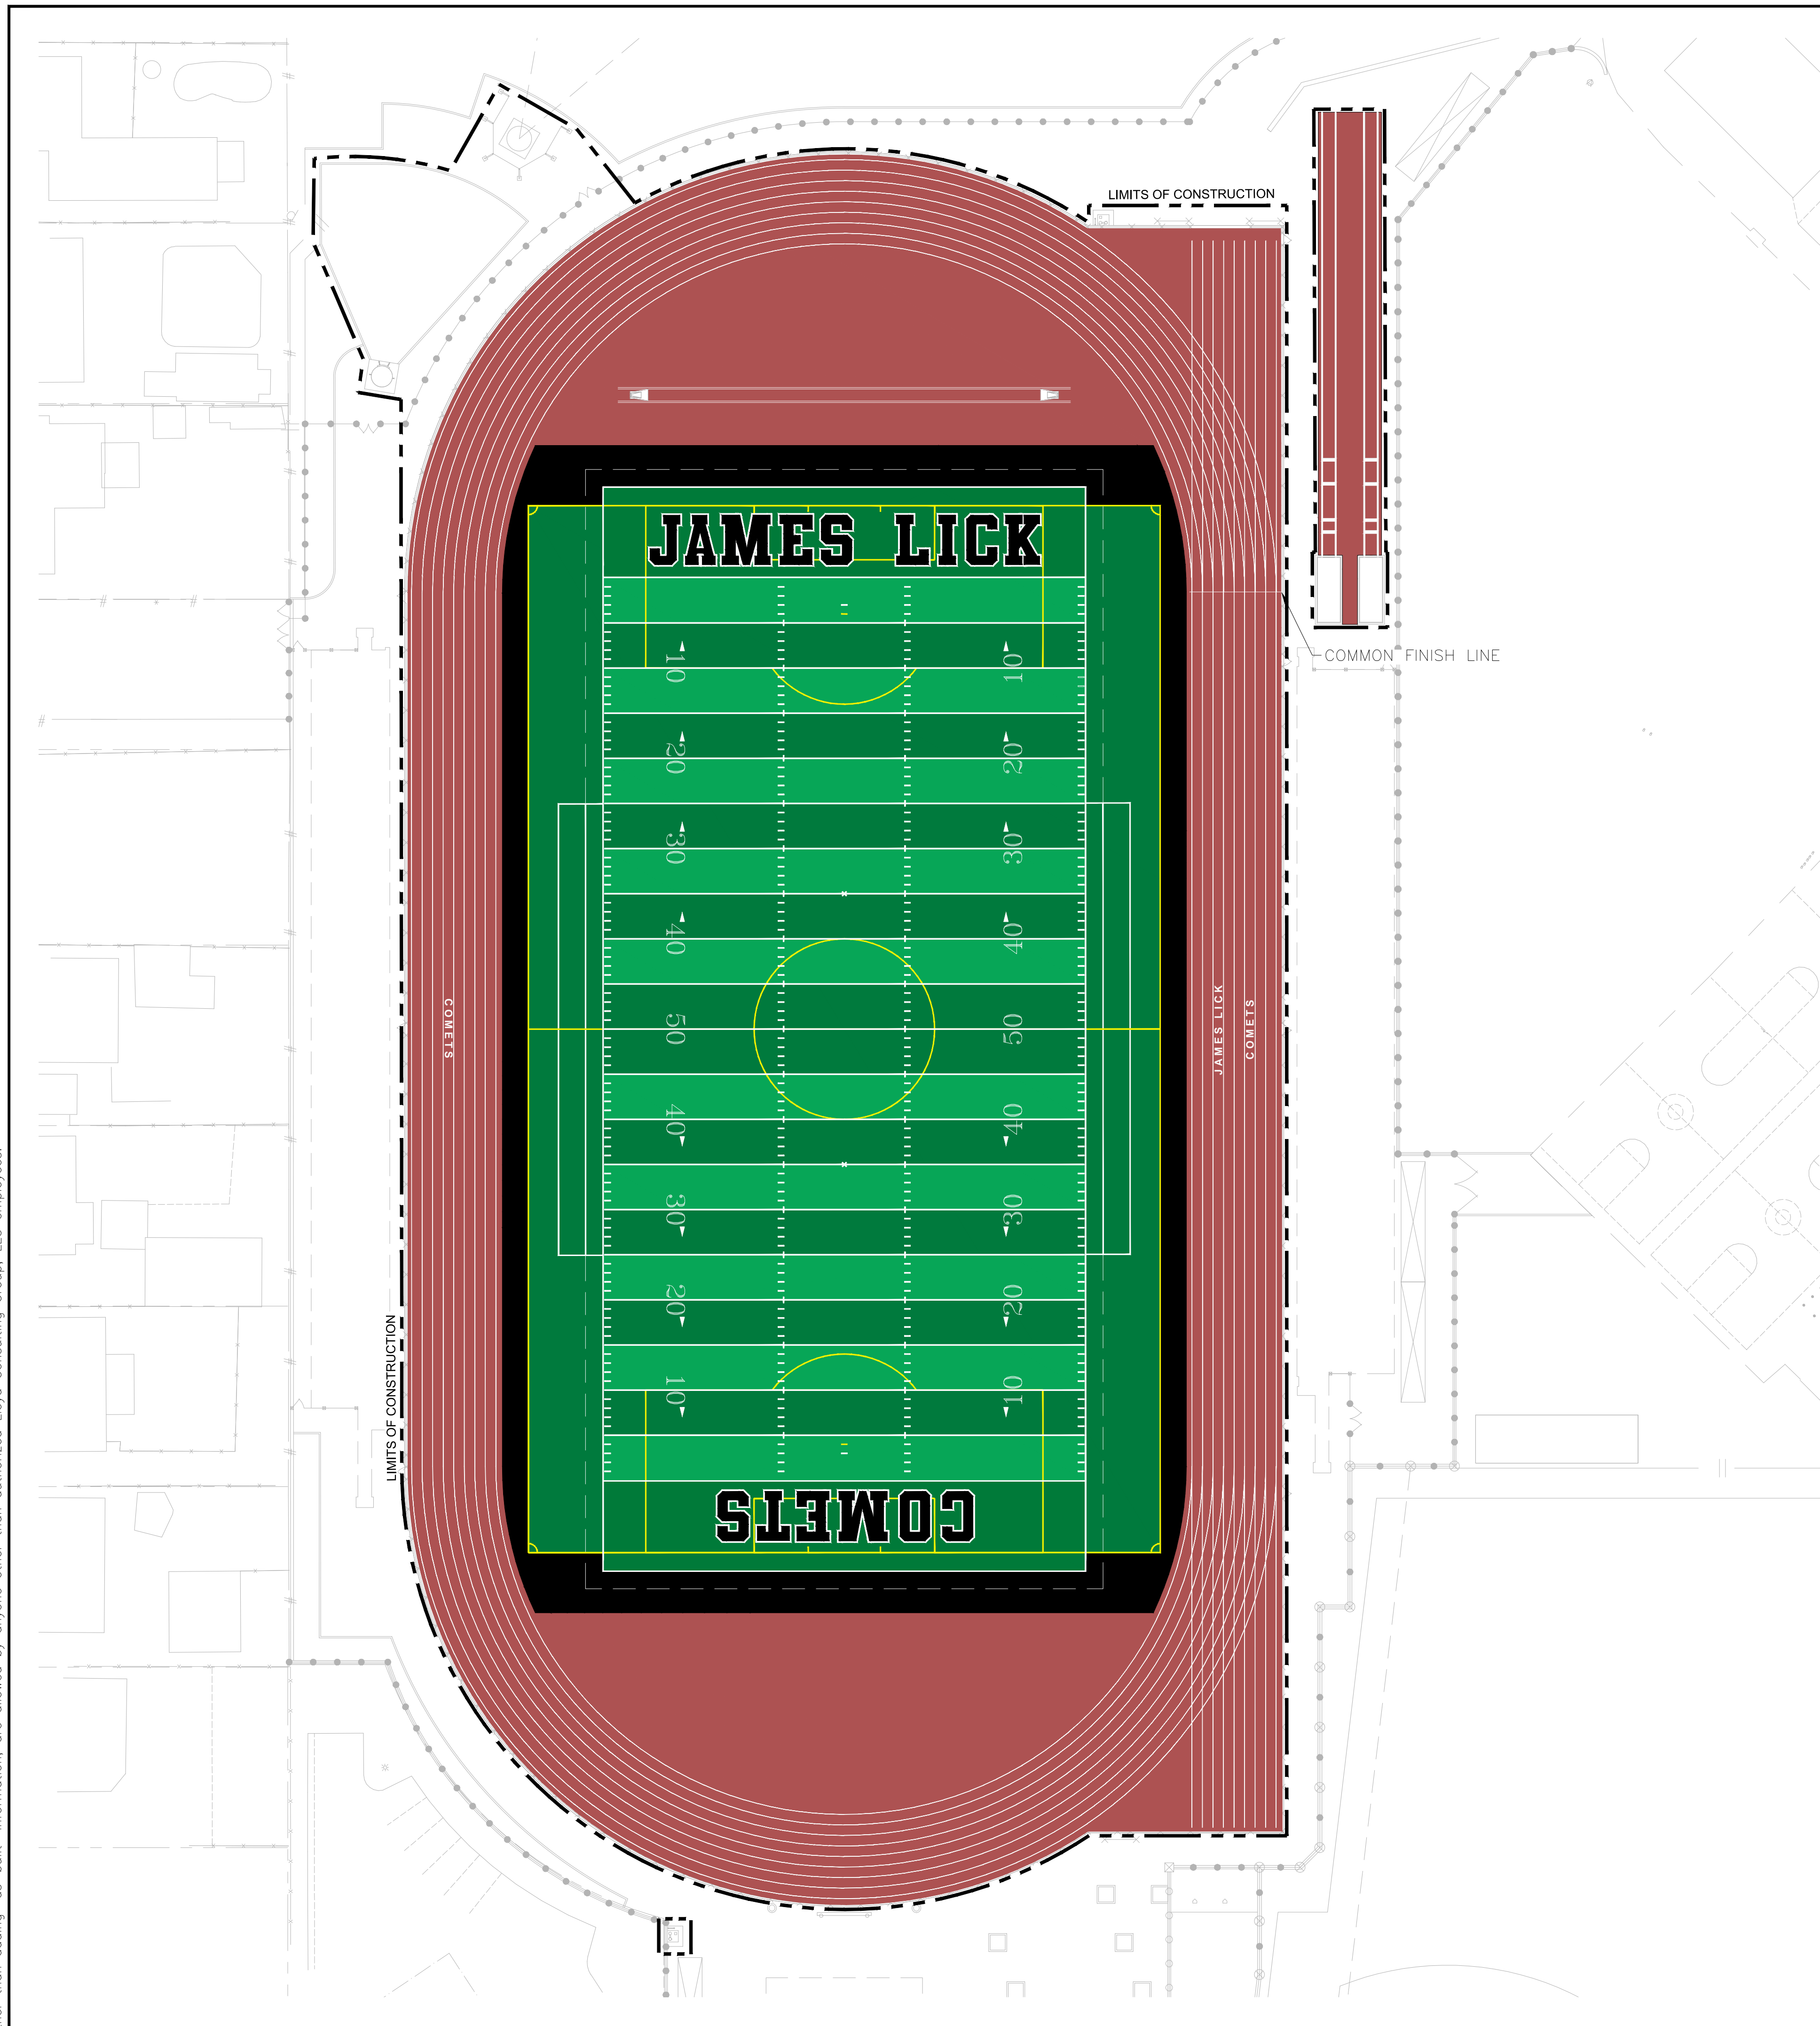 LIMITS OF CONSTRUCTION
JAMES LICK
COMMON FINISH LINE
10 10
20 20
30 30
40 40
COMETS
50 50
JAMES LICK
COMETS
40 40
30 30
20 20
LIMITS OF CONSTRUCTION
10 10
COMETS